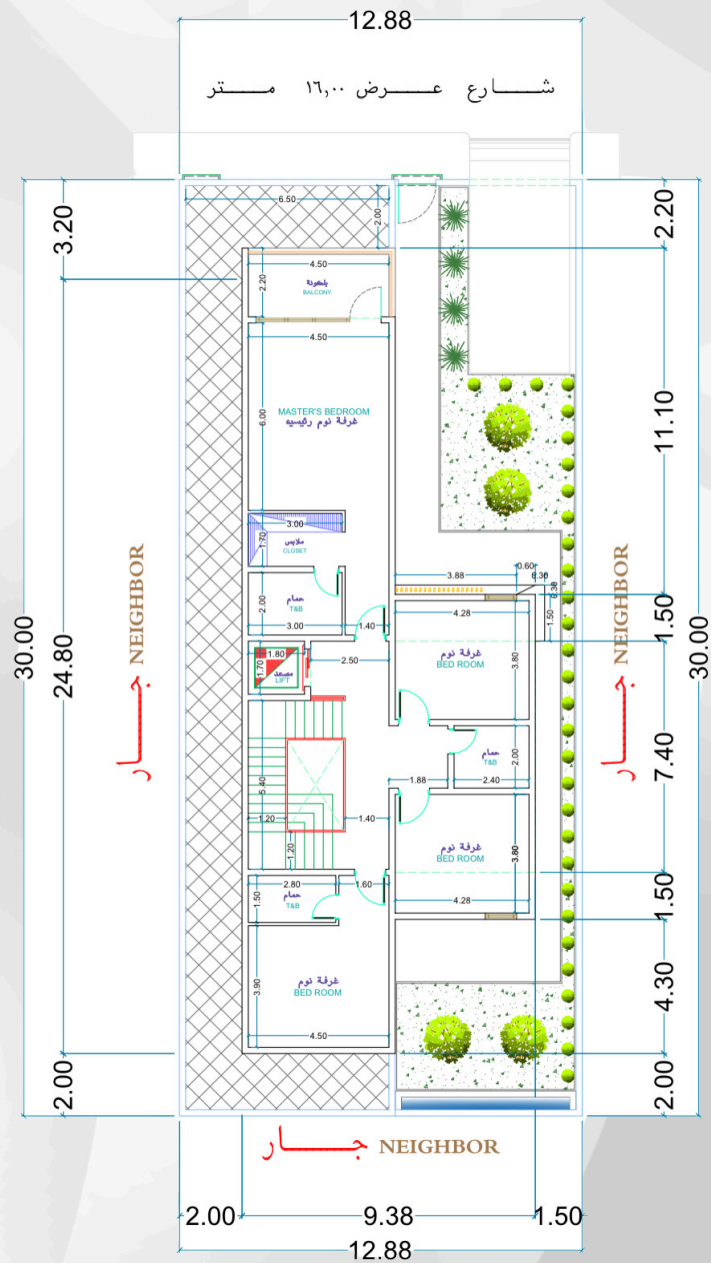 12.88
شـــارع عـــرض ١٦,٠٠ مـــتر
6.50
2.00
3.20
2.20
4.50
بلكونة
BALCONY
2.20
4.50
MASTER'S BEDROOM
غرفة نوم رئيسيه
6.00
11.10
3.00
ملابس
CLOSET
1.70
3.88
0.60
0.30
0.30
1.50
1.50
حمام
T&B
2.00
3.00
1.40
4.28
غرفة نوم
BED ROOM
3.80
30.00
24.80
جـــار NEIGHBOR
جـــار NEIGHBOR
30.00
1.80
2.50
1.70
مصعد
LIFT
حمام
T&B
2.00
1.88
2.40
7.40
5.40
1.20
1.40
1.20
غرفة نوم
BED ROOM
3.80
4.28
1.50
2.80
1.60
1.50
حمام
T&B
غرفة نوم
BED ROOM
3.90
4.50
4.30
2.00
2.00
جـــار NEIGHBOR
2.00
9.38
1.50
12.88